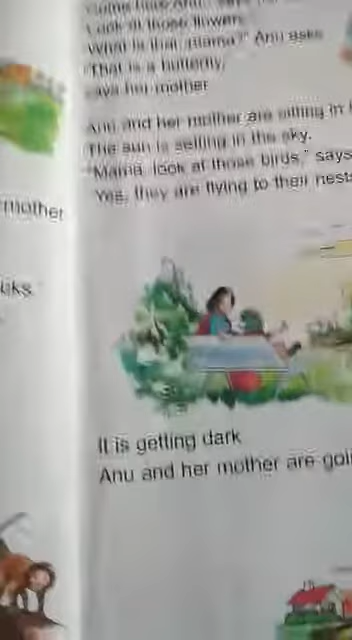 Look at those flowers
What is that mama?" Anu asks
"That is a butterfly,
says her mother
Anu and her mother are sitting in
The sun is setting in the sky.
"Mama, look at those birds," says
Yes, they are flying to their nests
mother
It is getting dark
Anu and her mother are goi